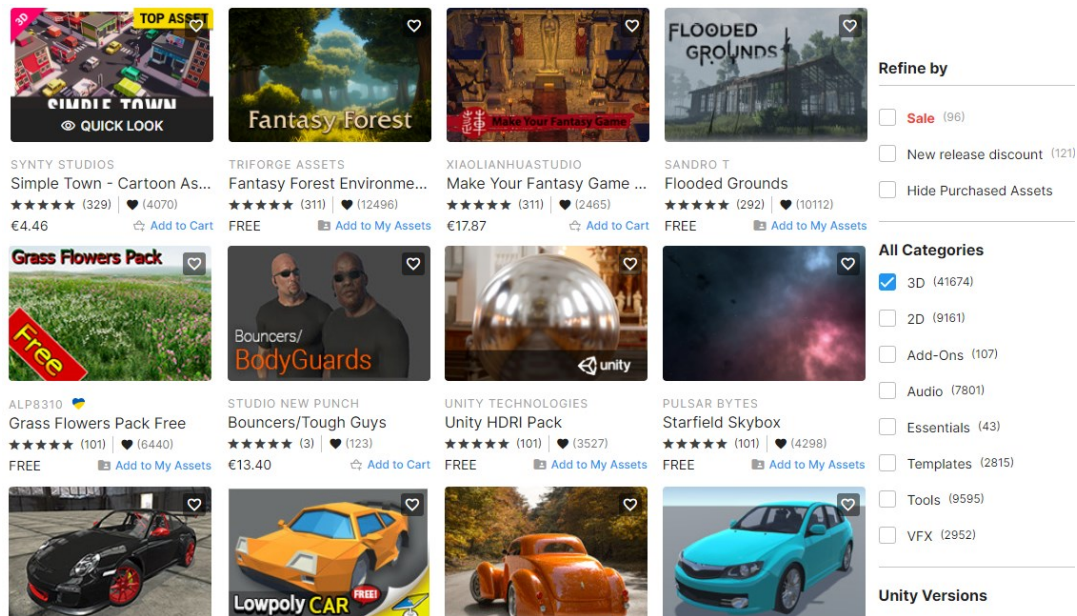 3D
TOP ASSET
SIMPLE TOWN
QUICK LOOK
SYNTY STUDIOS
Simple Town - Cartoon As...
★★★★★ (329) | ♥ (4070)
€4.46 Add to Cart
Fantasy Forest
TRIFORGE ASSETS
Fantasy Forest Environme...
★★★★★ (311) | ♥ (12496)
FREE Add to My Assets
Make Your Fantasy Game
XIAOLIANHUASTUDIO
Make Your Fantasy Game ...
★★★★★ (311) | ♥ (2465)
€17.87 Add to Cart
FLOODED
GROUNDS
SANDRO T
Flooded Grounds
★★★★★ (292) | ♥ (10112)
FREE Add to My Assets
Grass Flowers Pack
Free
ALP8310
Grass Flowers Pack Free
★★★★★ (101) | ♥ (6440)
FREE Add to My Assets
Bouncers/
BodyGuards
STUDIO NEW PUNCH
Bouncers/Tough Guys
★★★★★ (3) | ♥ (123)
€13.40 Add to Cart
unity
UNITY TECHNOLOGIES
Unity HDRI Pack
★★★★★ (101) | ♥ (3527)
FREE Add to My Assets
PULSAR BYTES
Starfield Skybox
★★★★★ (101) | ♥ (4298)
FREE Add to My Assets
Lowpoly CAR
FREE!
Refine by
Sale (96)
New release discount (121)
Hide Purchased Assets
All Categories
3D (41674)
2D (9161)
Add-Ons (107)
Audio (7801)
Essentials (43)
Templates (2815)
Tools (9595)
VFX (2952)
Unity Versions